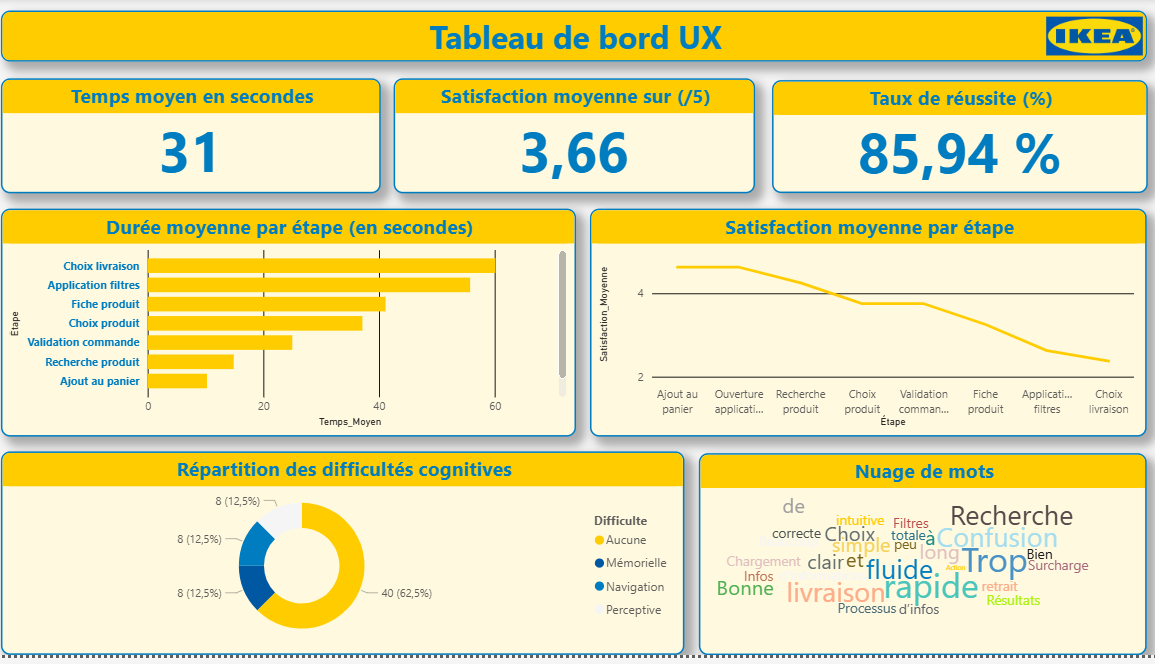 Tableau de bord UX
IKEA
Temps moyen en secondes
31
Satisfaction moyenne sur (/5)
3,66
Taux de réussite (%)
85,94 %
Durée moyenne par étape (en secondes)
Étape
Choix livraison
Application filtres
Fiche produit
Choix produit
Validation commande
Recherche produit
Ajout au panier
0 20 40 60
Temps_Moyen
Satisfaction moyenne par étape
Satisfaction_Moyenne
4
2
Ajout au panier
Ouverture applicati...
Recherche produit
Choix produit
Validation comman...
Fiche produit
Applicati... filtres
Choix livraison
Étape
Répartition des difficultés cognitives
8 (12,5%)
8 (12,5%)
8 (12,5%)
40 (62,5%)
Difficulte
Aucune
Mémorielle
Navigation
Perceptive
Nuage de mots
de
intuitive
Filtres
Recherche
correcte
Choix
totale
à
Confusion
simple
peu
long
Bien
Chargement
clair
et
fluide.
Action
Trop
Surcharge
Infos
Bonne
livraison
rapide
retrait
Résultats
Processus
d’infos